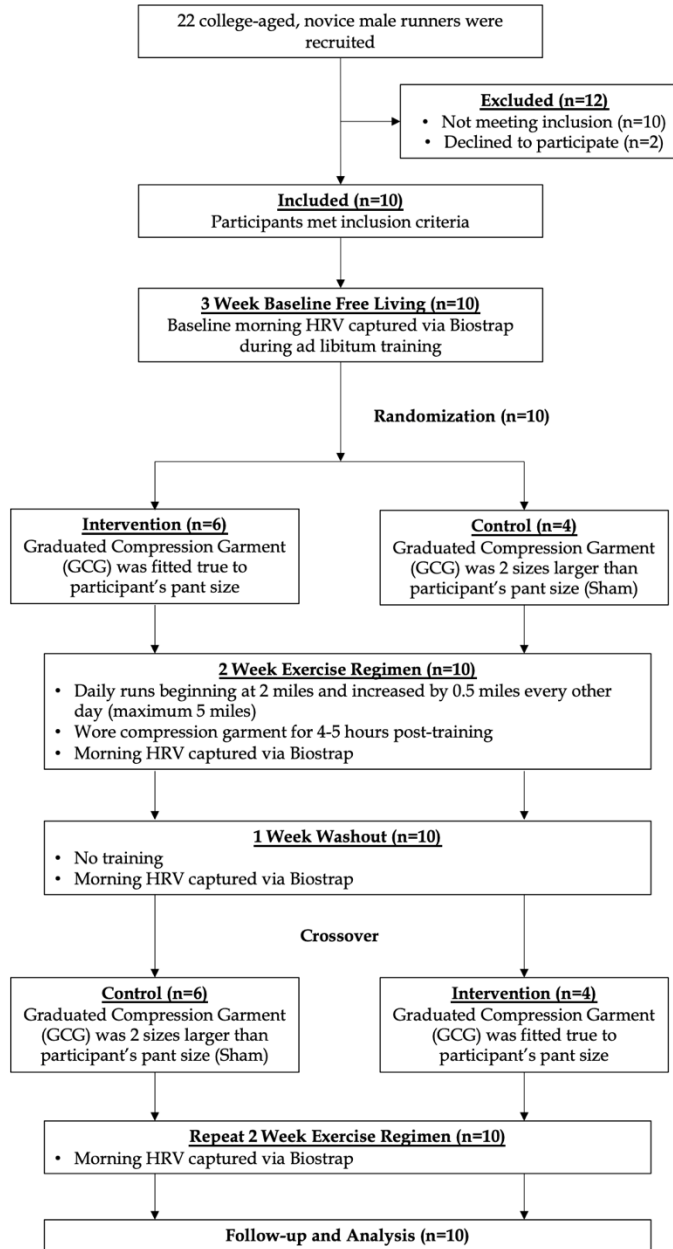 22 college-aged, novice male runners were
recruited
Excluded (n=12)
• Not meeting inclusion (n=10)
• Declined to participate (n=2)
Included (n=10)
Participants met inclusion criteria
3 Week Baseline Free Living (n=10)
Baseline morning HRV captured via Biostrap
during ad libitum training
Randomization (n=10)
Intervention (n=6)
Graduated Compression Garment
(GCG) was fitted true to
participant's pant size
Control (n=4)
Graduated Compression Garment
(GCG) was 2 sizes larger than
participant's pant size (Sham)
2 Week Exercise Regimen (n=10)
• Daily runs beginning at 2 miles and increased by 0.5 miles every other
day (maximum 5 miles)
• Wore compression garment for 4-5 hours post-training
• Morning HRV captured via Biostrap
1 Week Washout (n=10)
• No training
• Morning HRV captured via Biostrap
Crossover
Control (n=6)
Graduated Compression Garment
(GCG) was 2 sizes larger than
participant's pant size (Sham)
Intervention (n=4)
Graduated Compression Garment
(GCG) was fitted true to
participant's pant size
Repeat 2 Week Exercise Regimen (n=10)
• Morning HRV captured via Biostrap
Follow-up and Analysis (n=10)